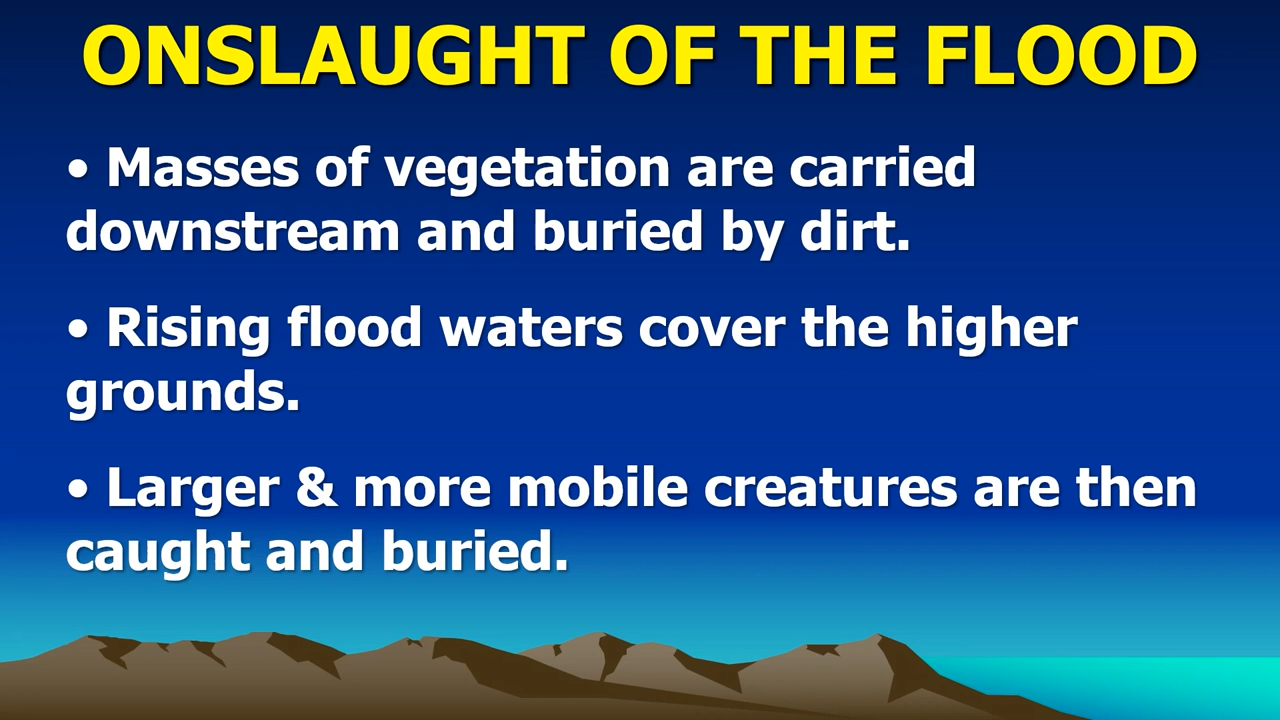 ONSLAUGHT OF THE FLOOD
• Masses of vegetation are carried
downstream and buried by dirt.
• Rising flood waters cover the higher
grounds.
• Larger & more mobile creatures are then
caught and buried.